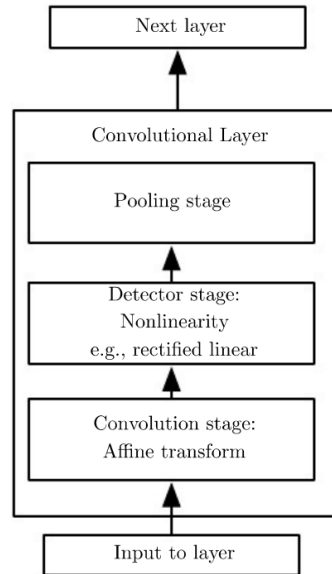 Next layer
Convolutional Layer
Pooling stage
Detector stage:
Nonlinearity
e.g., rectified linear
Convolution stage:
Affine transform
Input to layer